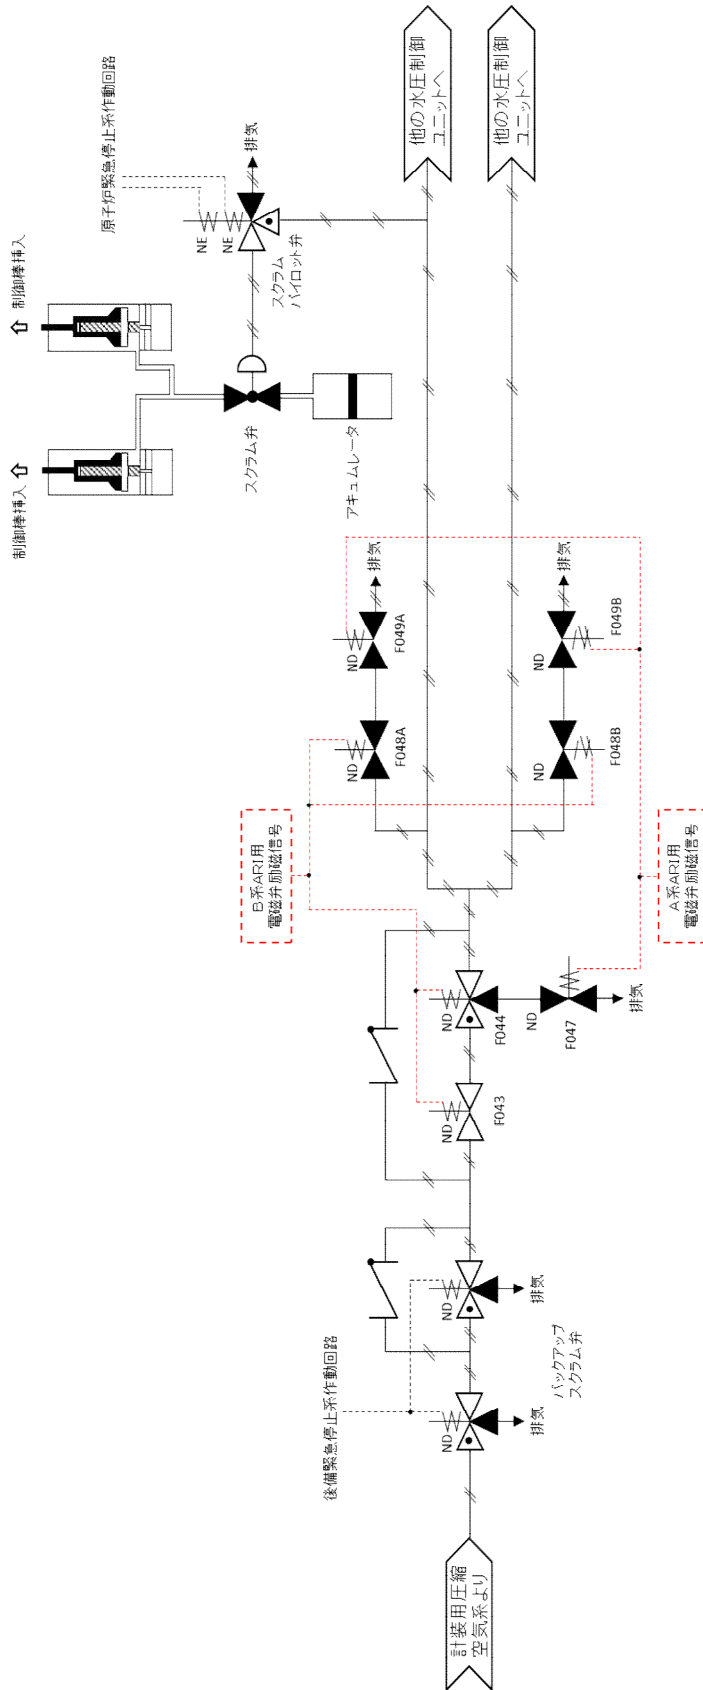 計装用圧縮
空気系より
後備緊急停止系作動回路
ND
排気
ND
排気
バックアップ
スクラム弁
ND
F043
ND
F044
ND
F047
排気
B系ARI用
電磁弁励磁信号
A系ARI用
電磁弁励磁信号
ND
F048A
ND
F049A
排気
ND
F048B
ND
F049B
排気
制御棒挿入
制御棒挿入
スクラム弁
アキュムレータ
原子炉緊急停止系作動回路
NE
NE
スクラム
パイロット弁
排気
他の水圧制御
ユニットへ
他の水圧制御
ユニットへ